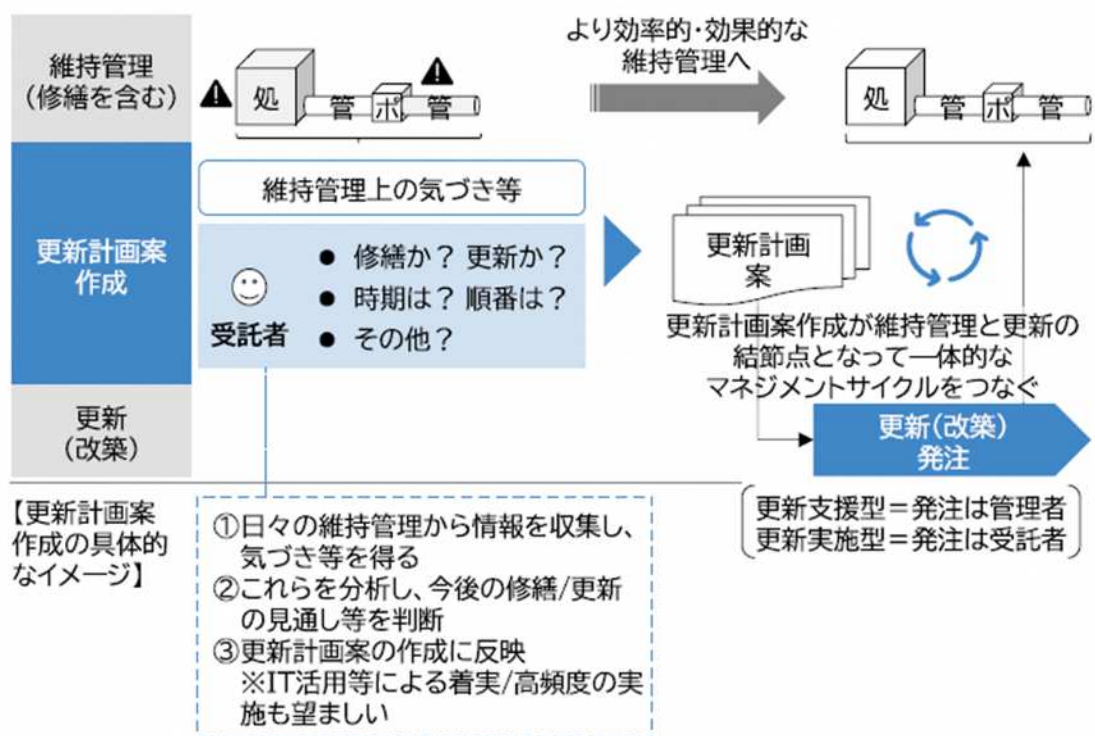 維持管理
(修繕を含む)
処
管
ポ
管
より効率的・効果的な
維持管理へ
処
管
ポ
管
更新計画案
作成
維持管理上の気づき等
受託者
● 修繕か？ 更新か？
● 時期は？ 順番は？
● その他？
更新計画
案
更新計画案作成が維持管理と更新の
結節点となって一体的な
マネジメントサイクルをつなぐ
更新
(改築)
更新(改築)
発注
更新支援型＝発注は管理者
更新実施型＝発注は受託者
【更新計画案
作成の具体的
なイメージ】
①日々の維持管理から情報を収集し、
気づき等を得る
②これらを分析し、今後の修繕/更新
の見通し等を判断
③更新計画案の作成に反映
※IT活用等による着実/高頻度の実
施も望ましい